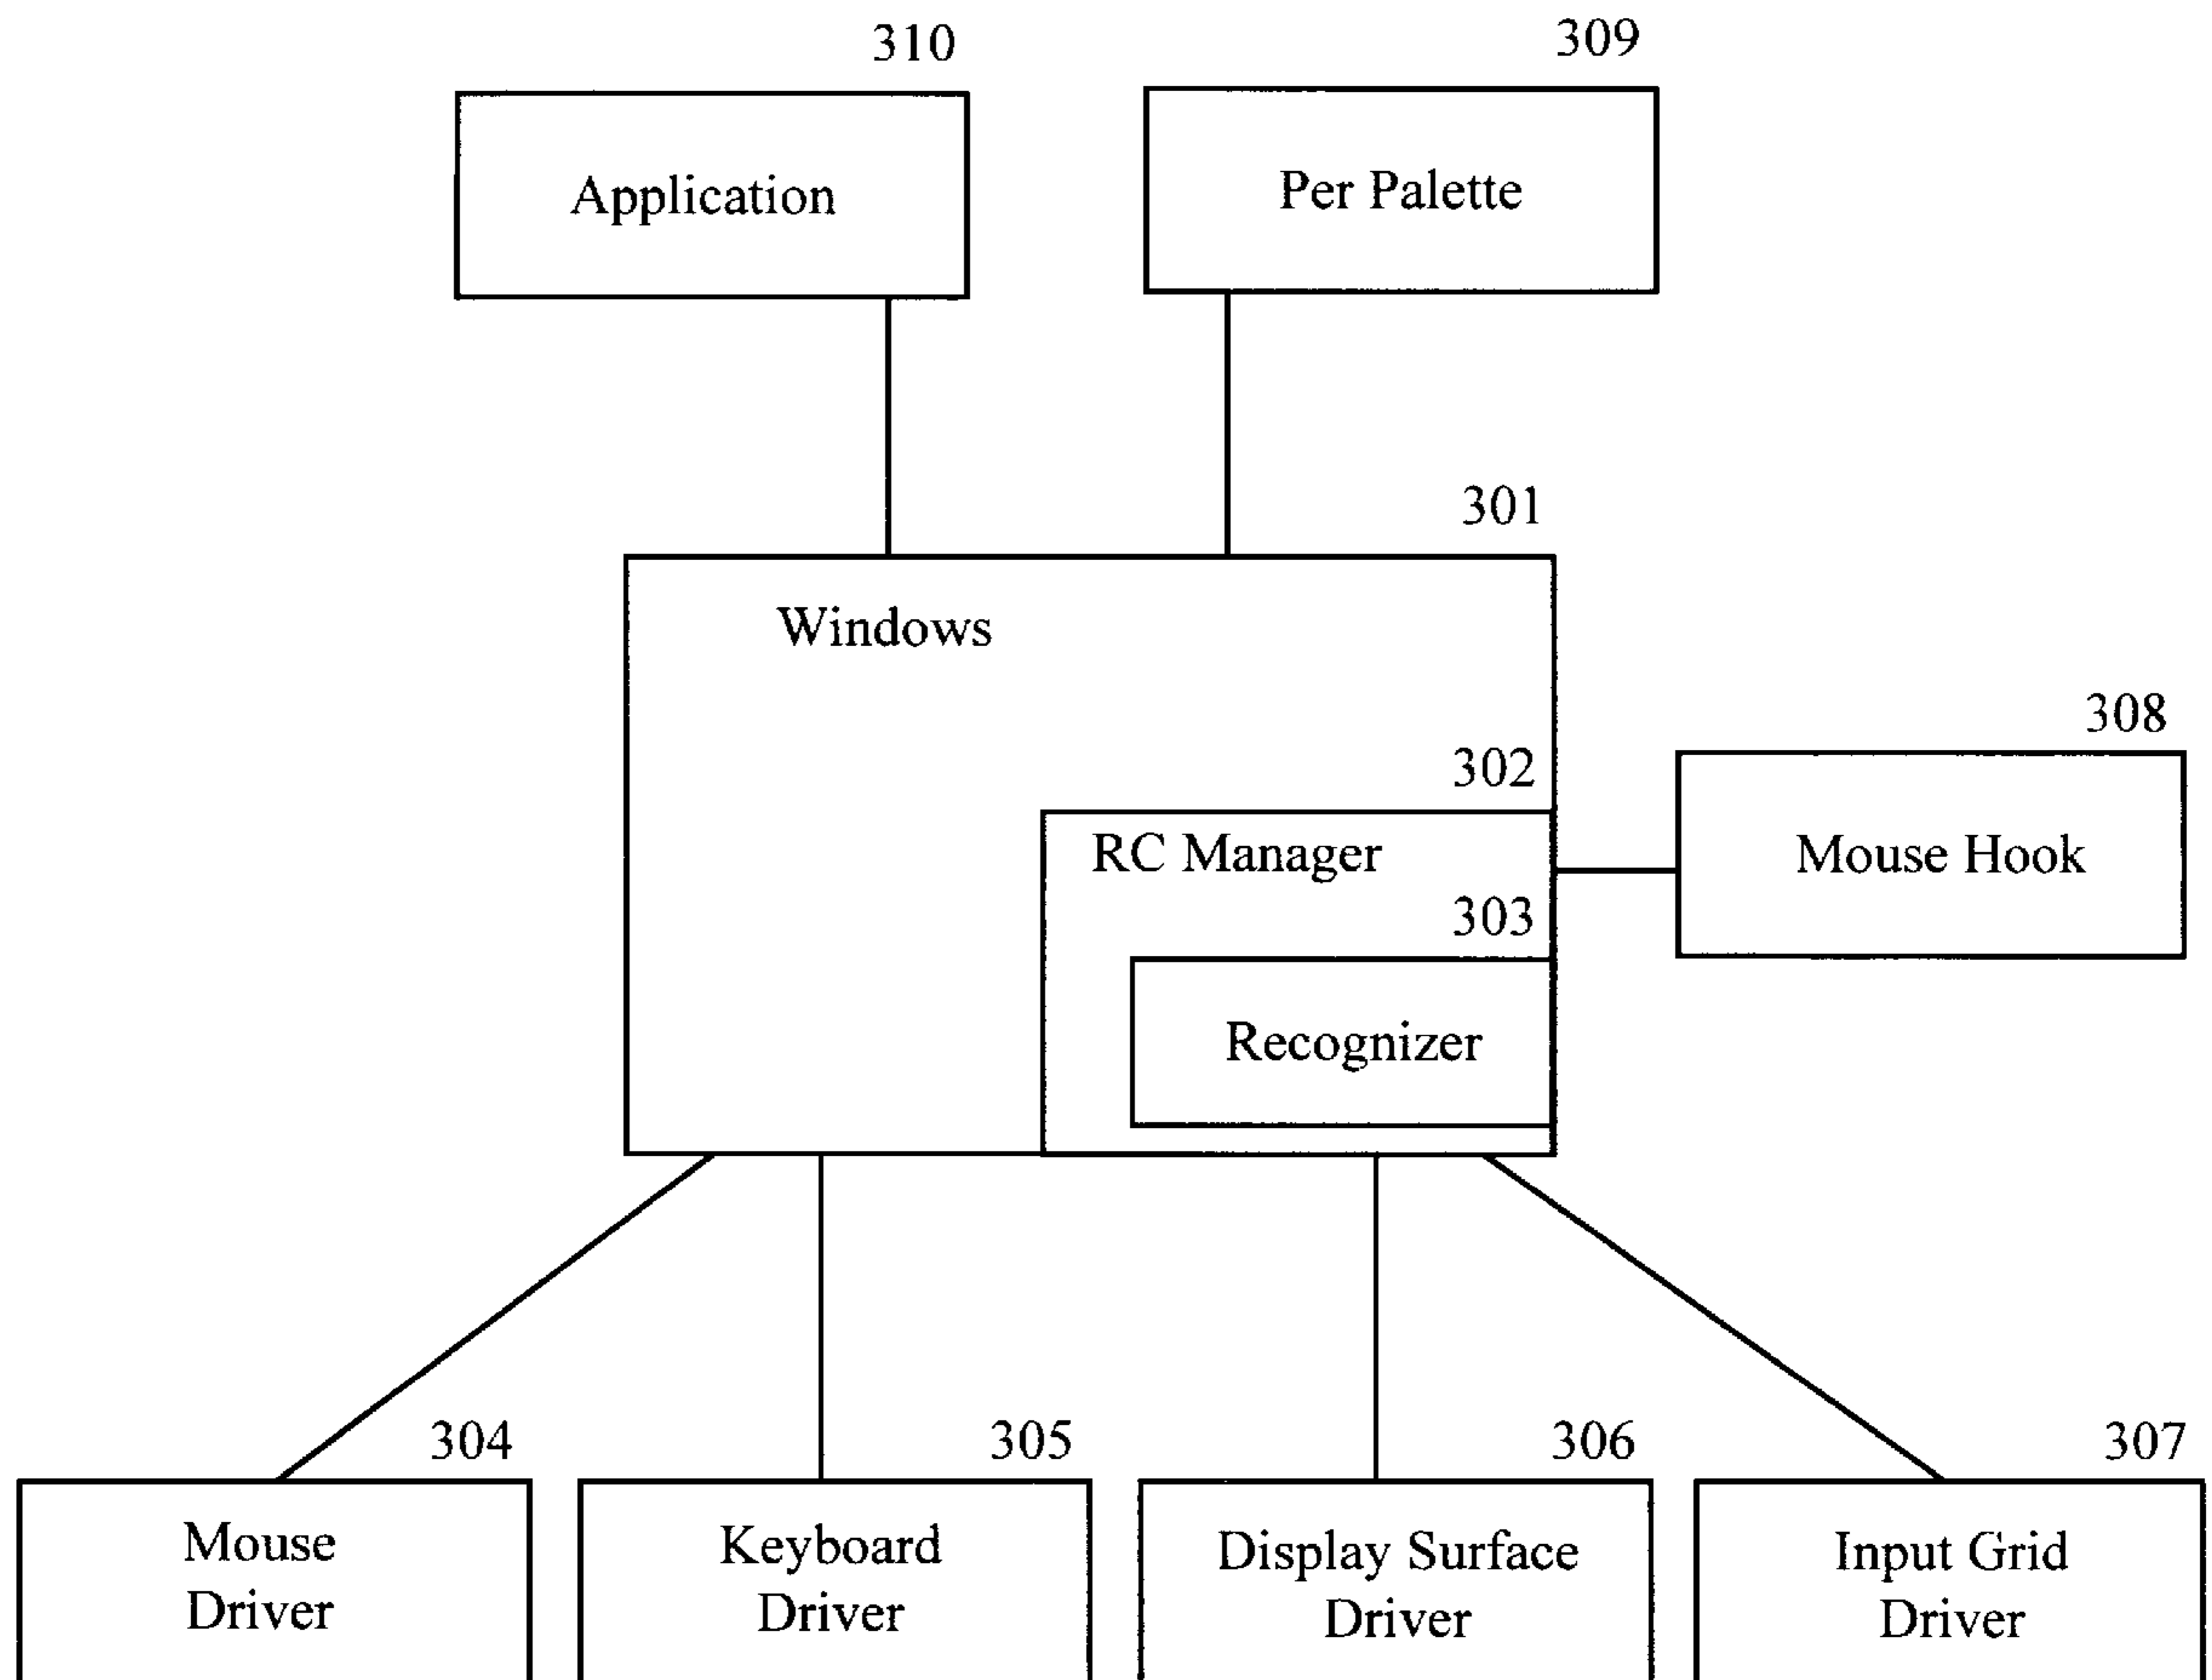 310
309
Application
Per Palette
301
Windows
308
302
RC Manager
Mouse Hook
303
Recognizer
304
305
306
307
Mouse
Driver
Keyboard
Driver
Display Surface
Driver
Input Grid
Driver